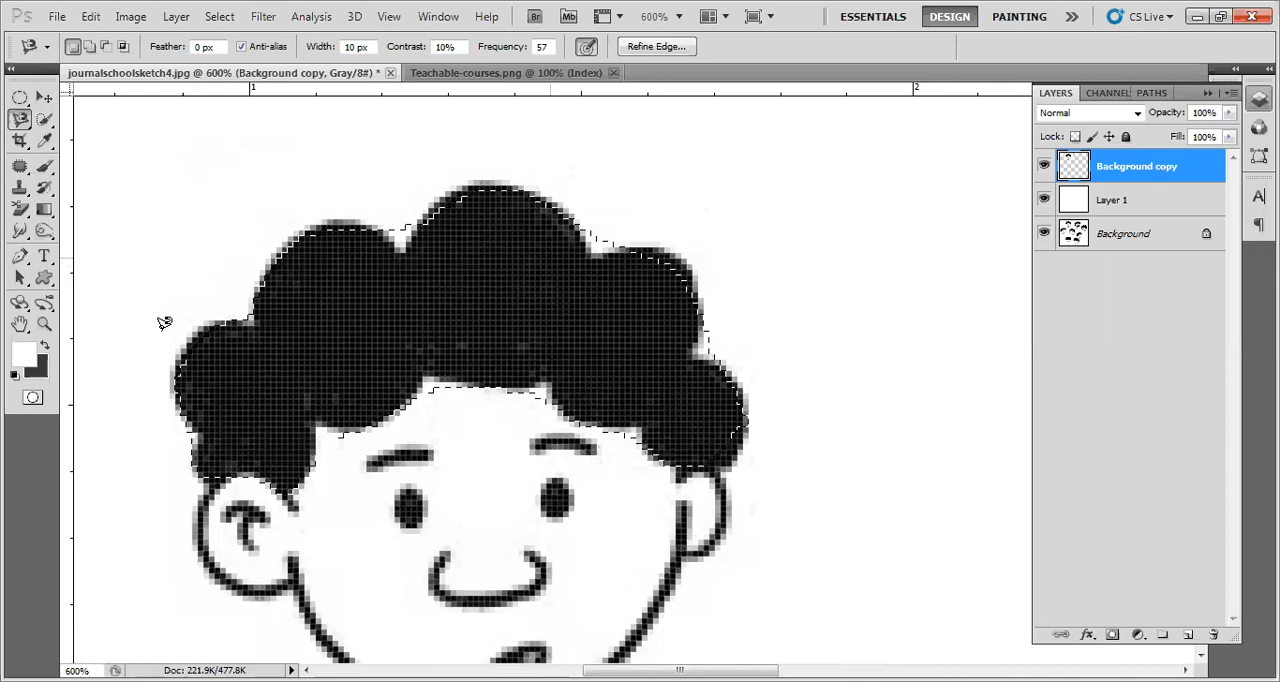 Ps File Edit Image Layer Select Filter Analysis 3D View Window Help Br Mb 600% ESSENTIALS DESIGN PAINTING CS Live
Feather: 0 px Anti-alias Width: 10 px Contrast: 10% Frequency: 57 Refine Edge...
journalschoolsketch4.jpg @ 600% (Background copy, Gray/8#) * Teachable-courses.png @ 100% (Index)
1 2
LAYERS CHANNEL PATHS
Normal Opacity: 100%
Lock: Fill: 100%
Background copy
Layer 1
Background
600% Doc: 221.9K/477.8K